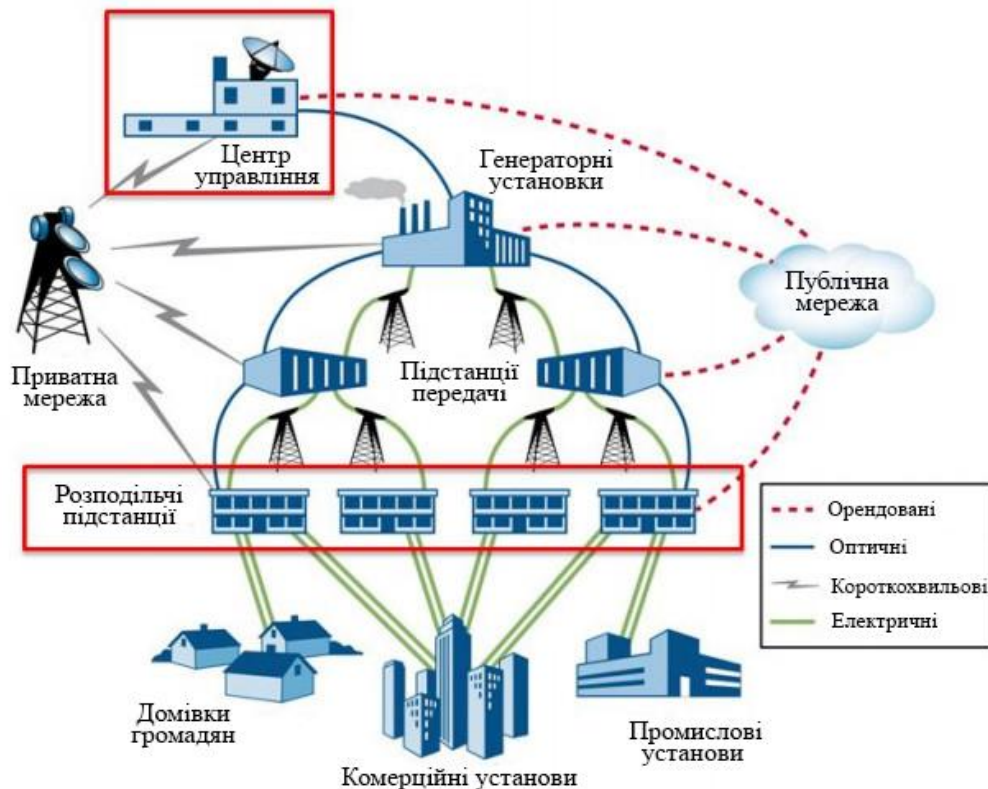 Центр
управління
Генераторні
установки
Публічна
мережа
Приватна
мережа
Підстанції
передачі
Розподільчі
підстанції
Орендовані
Оптичні
Короткохвильові
Електричні
Домівки
громадян
Комерційні установи
Промислові
установи